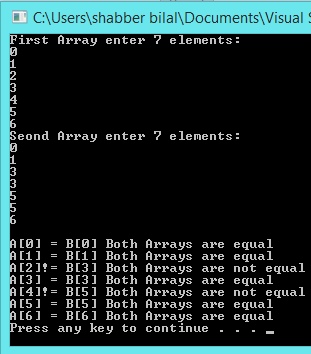 C:\Users\shabber bilal\Documents\Visual S
First Array enter 7 elements:
0
1
2
3
4
5
6
Seond Array enter 7 elements:
0
1
3
3
5
5
6
A[0] = B[0] Both Arrays are equal
A[1] = B[1] Both Arrays are equal
A[2]!= B[3] Both Arrays are not equal
A[3] = B[3] Both Arrays are equal
A[4]!= B[5] Both Arrays are not equal
A[5] = B[5] Both Arrays are equal
A[6] = B[6] Both Arrays are equal
Press any key to continue . . . _